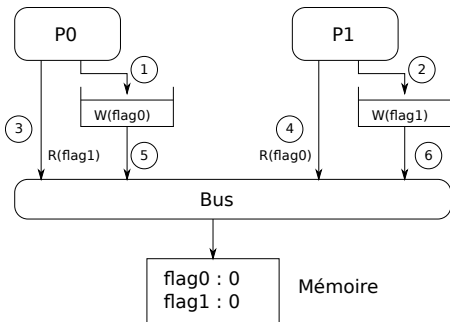 P0
P1
1
2
W(flag0)
W(flag1)
3
4
R(flag1)
5
R(flag0)
6
Bus
flag0 : 0
flag1 : 0
Mémoire